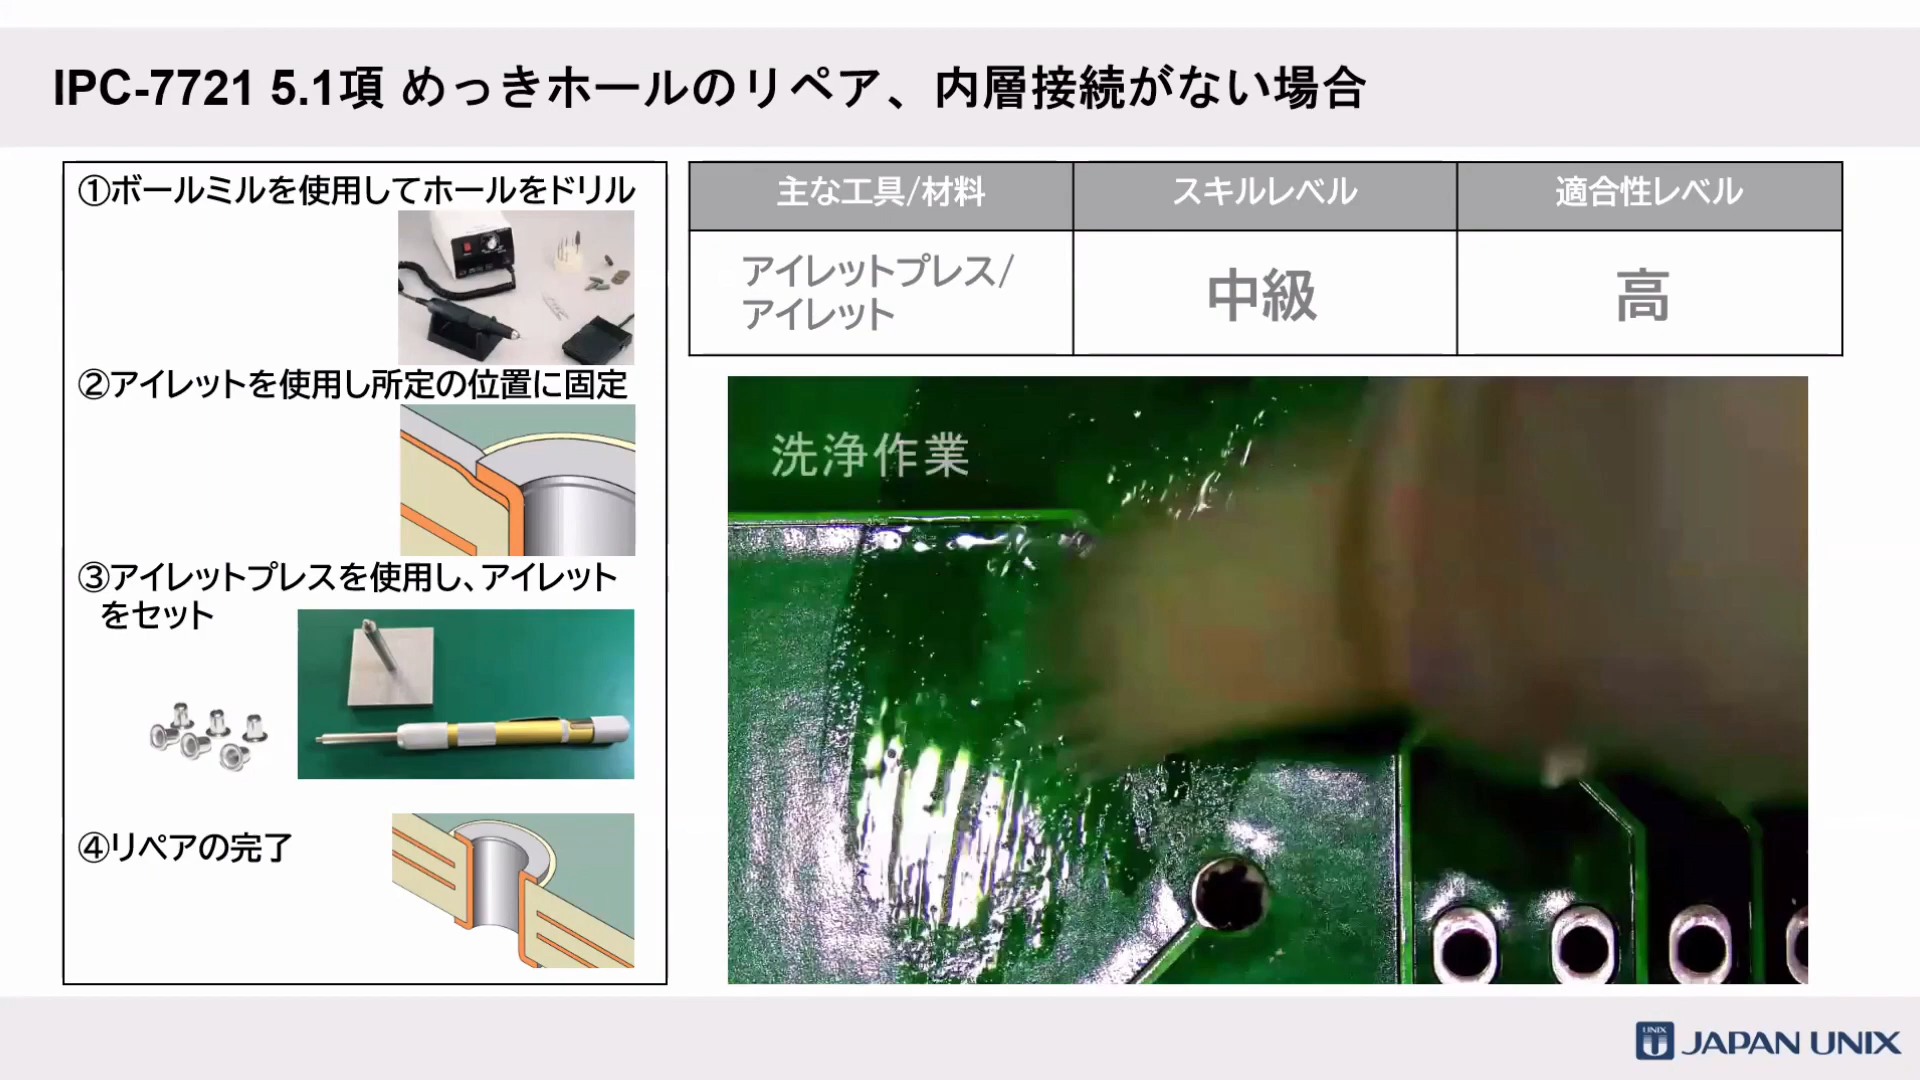 IPC-7721 5.1項 めっきホールのリペア、内層接続がない場合
①ボールミルを使用してホールをドリル
②アイレットを使用し所定の位置に固定
③アイレットプレスを使用し、アイレット
をセット
④リペアの完了
主な工具/材料 スキルレベル 適合性レベル
アイレットプレス/
アイレット
中級
高
洗浄作業
UNIX
JAPAN UNIX